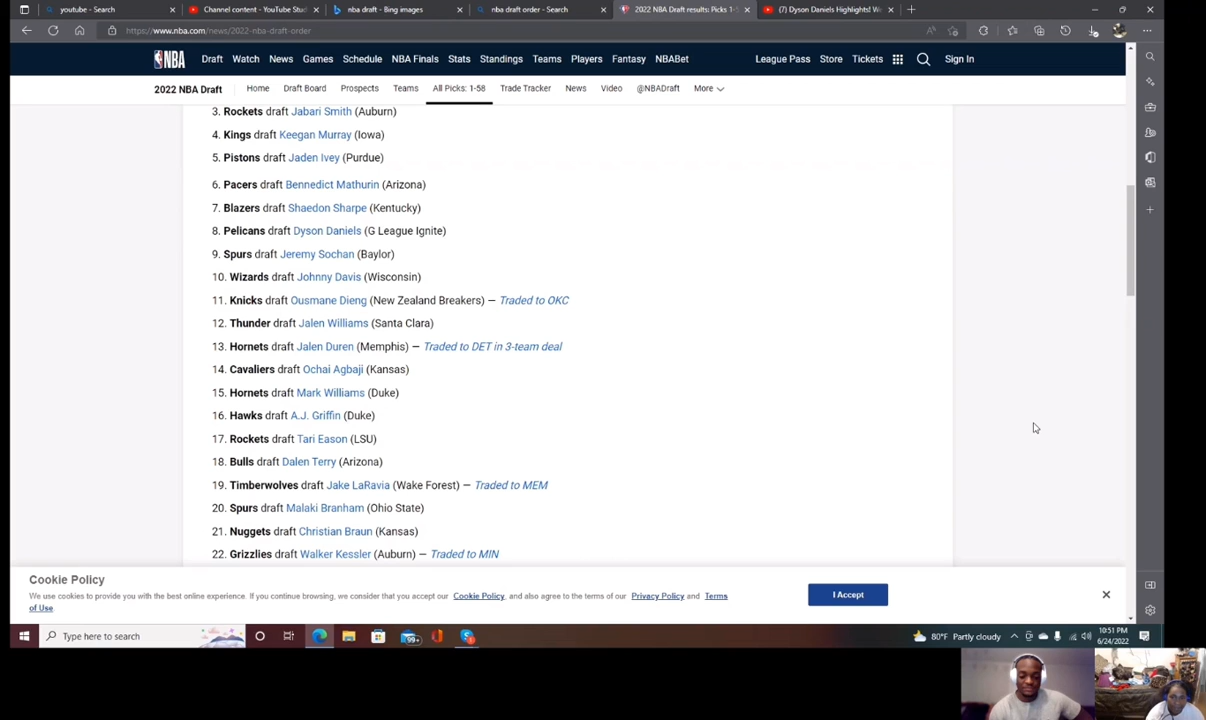 youtube - Search
Channel content - YouTube Stud
nba draft - Bing images
nba draft order - Search
2022 NBA Draft results: Picks 1-5
(7) Dyson Daniels Highlights! We
https://www.nba.com/news/2022-nba-draft-order
NBA
Draft Watch News Games Schedule NBA Finals Stats Standings Teams Players Fantasy NBABet League Pass Store Tickets Sign In
2022 NBA Draft Home Draft Board Prospects Teams All Picks: 1-58 Trade Tracker News Video @NBADraft More
3. Rockets draft Jabari Smith (Auburn)
4. Kings draft Keegan Murray (Iowa)
5. Pistons draft Jaden Ivey (Purdue)
6. Pacers draft Bennedict Mathurin (Arizona)
7. Blazers draft Shaedon Sharpe (Kentucky)
8. Pelicans draft Dyson Daniels (G League Ignite)
9. Spurs draft Jeremy Sochan (Baylor)
10. Wizards draft Johnny Davis (Wisconsin)
11. Knicks draft Ousmane Dieng (New Zealand Breakers) — Traded to OKC
12. Thunder draft Jalen Williams (Santa Clara)
13. Hornets draft Jalen Duren (Memphis) — Traded to DET in 3-team deal
14. Cavaliers draft Ochai Agbaji (Kansas)
15. Hornets draft Mark Williams (Duke)
16. Hawks draft A.J. Griffin (Duke)
17. Rockets draft Tari Eason (LSU)
18. Bulls draft Dalen Terry (Arizona)
19. Timberwolves draft Jake LaRavia (Wake Forest) — Traded to MEM
20. Spurs draft Malaki Branham (Ohio State)
21. Nuggets draft Christian Braun (Kansas)
22. Grizzlies draft Walker Kessler (Auburn) — Traded to MIN
Cookie Policy
We use cookies to provide you with the best online experience. If you continue browsing, we consider that you accept our Cookie Policy, and also agree to the terms of our Privacy Policy and Terms
of Use.
I Accept
Type here to search
99+
80°F Partly cloudy
10:51 PM
6/24/2022